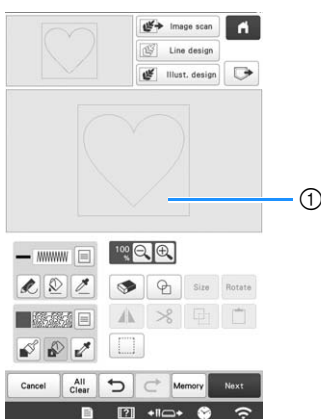 Image scan
Line design
Illust. design
①
100 %
Size Rotate
Cancel All Clear Memory Next
?